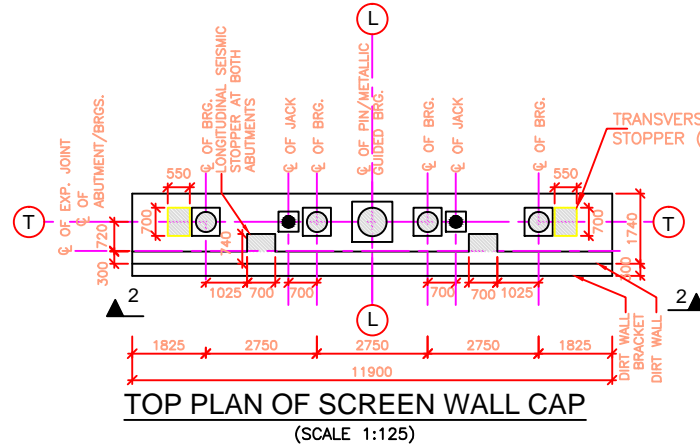 L
℄ OF EXP. JOINT
℄ OF
ABUTMENT/BRGS.
℄ OF BRG.
LONGITUDINAL SEISMIC
STOPPER AT BOTH
ABUTMENTS
℄ OF JACK
℄ OF BRG.
℄ OF PIN/METALLIC
GUIDED BRG.
℄ OF BRG.
℄ OF JACK
℄ OF BRG.
TRANSVERS
STOPPER (
550
550
T
700
720
300
740
700
1740
T
1025
700
700
700
700
1025
2
2
L
DIRT WALL
BRACKET
DIRT WALL
1825
2750
2750
2750
1825
11900
TOP PLAN OF SCREEN WALL CAP
(SCALE 1:125)